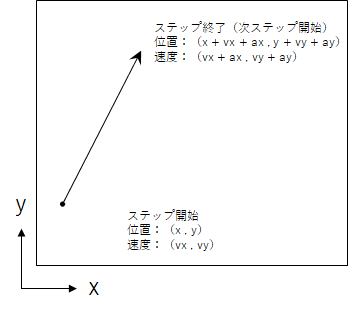 ステップ終了（次ステップ開始）
位置：（x + vx + ax , y + vy + ay）
速度：（vx + ax , vy + ay）
y
ステップ開始
位置：（x , y）
速度：（vx , vy）
x